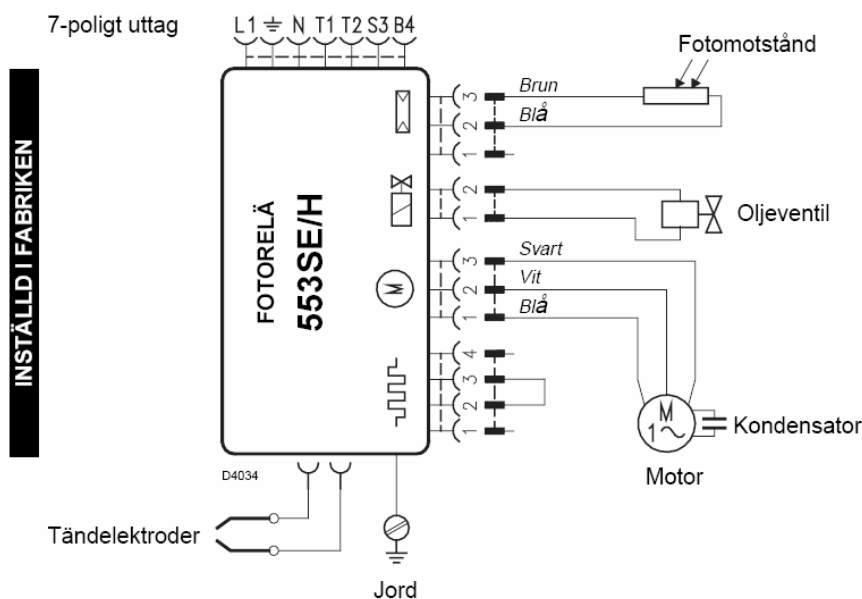 7-poligt uttag
L1 N T1 T2 S3 B4
Fotomotstånd
INSTÄLLD I FABRIKEN
FOTORELÄ
553SE/H
3 Brun
2 Blå
1
2
1
Oljeventil
3 Svart
2 Vit
1 Blå
M
4
3
2
1
M
1~
Kondensator
Motor
D4034
Tändelektroder
Jord